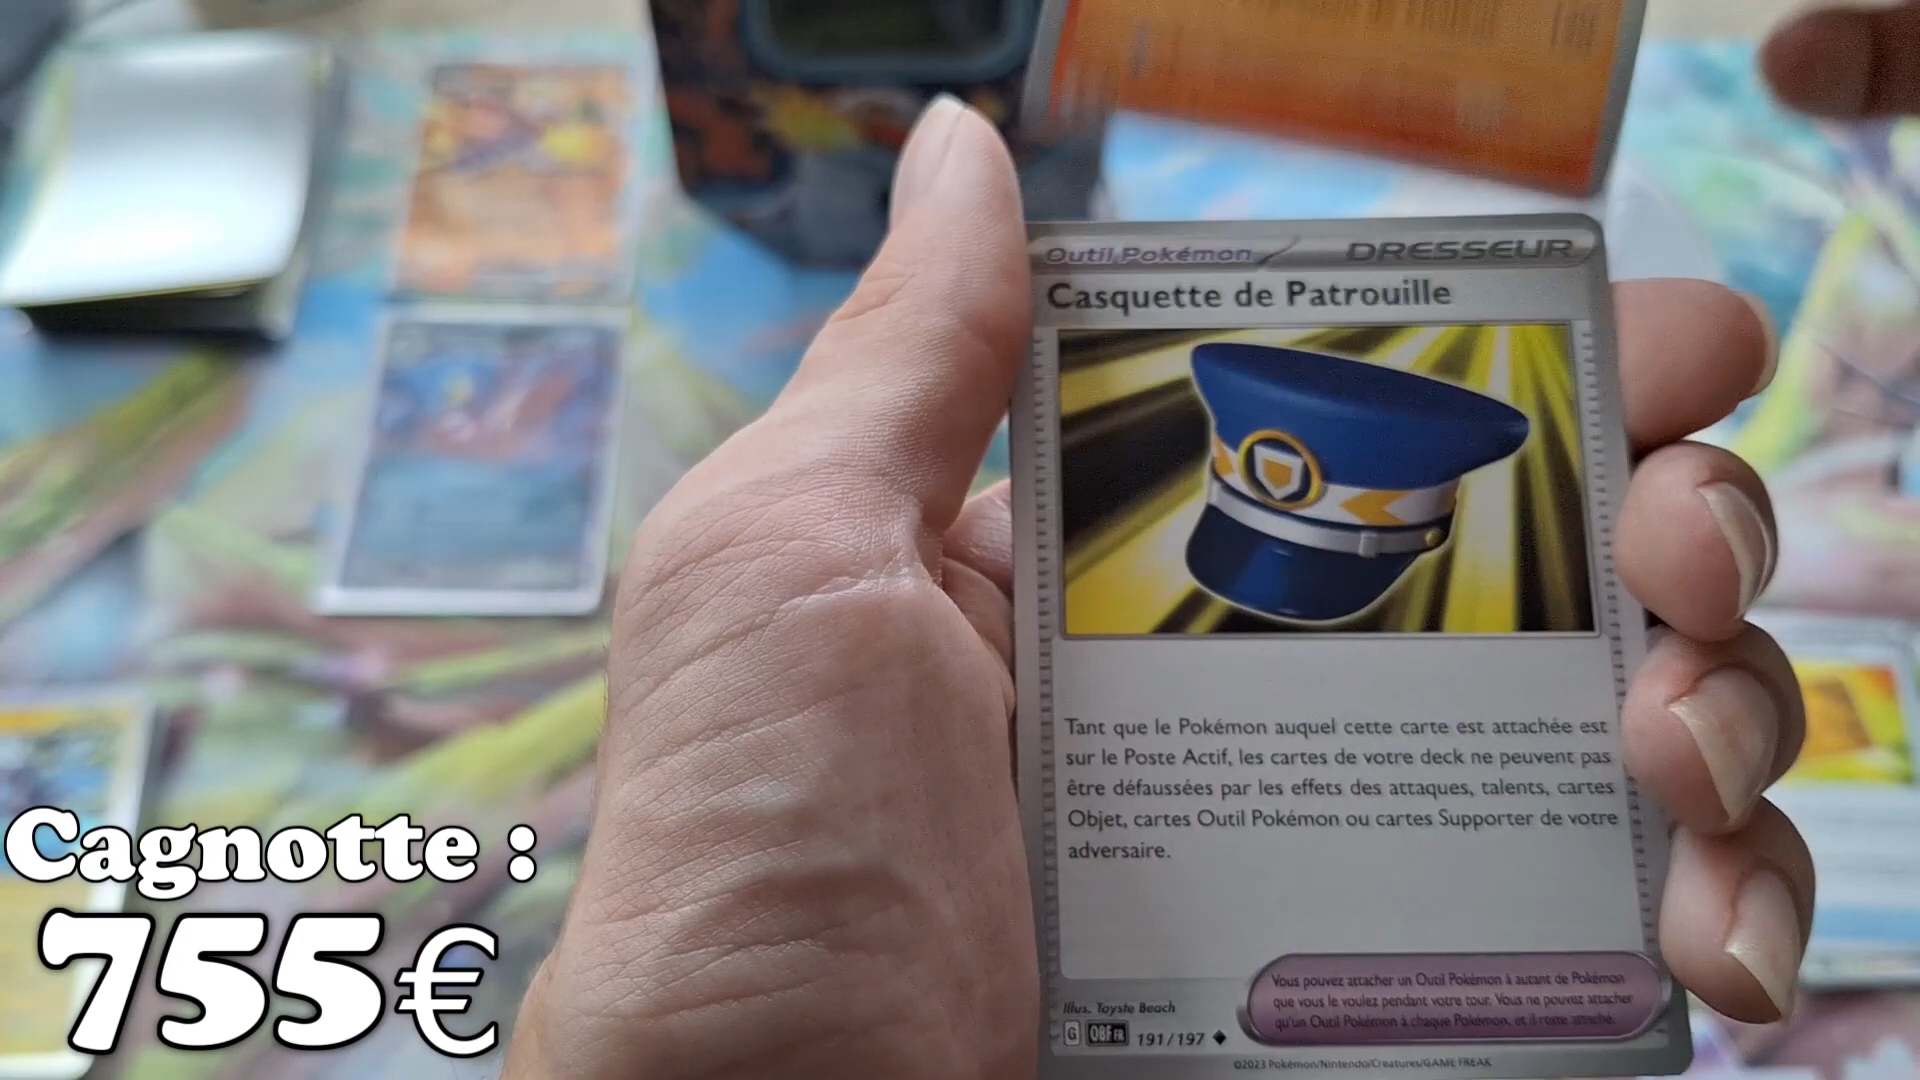 Outil Pokémon
DRESSEUR
Casquette de Patrouille
Tant que le Pokémon auquel cette carte est attachée est
sur le Poste Actif, les cartes de votre deck ne peuvent pas
être défaussées par les effets des attaques, talents, cartes
Objet, cartes Outil Pokémon ou cartes Supporter de votre
adversaire.
Vous pouvez attacher un Outil Pokémon à autant de Pokémon
que vous le voulez pendant votre tour. Vous ne pouvez attacher
qu'un Outil Pokémon à chaque Pokémon, et il reste attaché.
Illus. Toyste Beach
G OBF FR 191/197
©2023 Pokémon/Nintendo/Creatures/GAME FREAK
Cagnotte :
755€